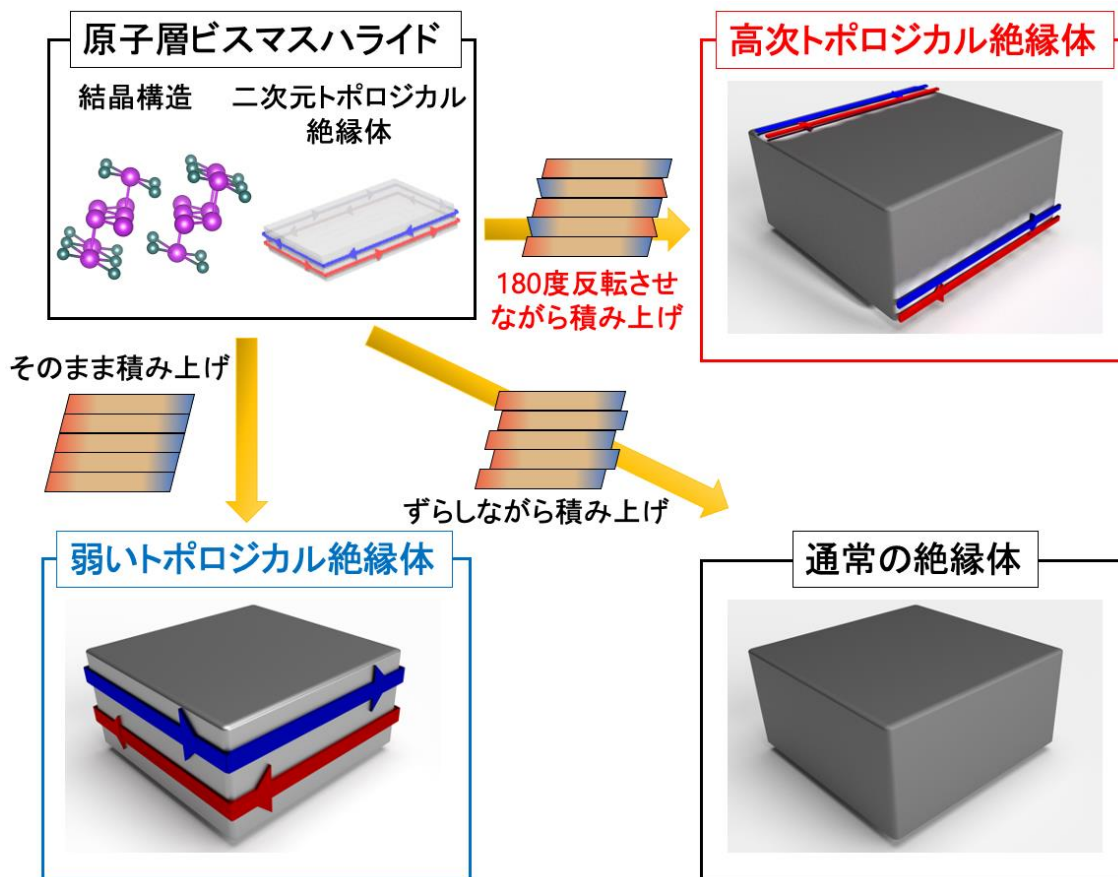 原子層ビスマスハライド
結晶構造
二次元トポロジカル
絶縁体
高次トポロジカル絶縁体
180度反転させ
ながら積み上げ
そのまま積み上げ
ずらしながら積み上げ
弱いトポロジカル絶縁体
通常の絶縁体